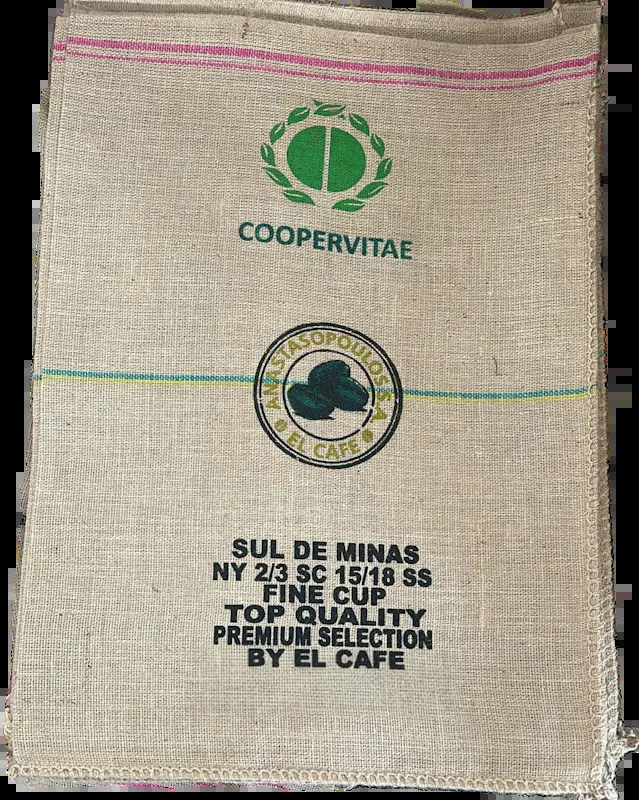 COOPERVITAE
ANASTASOPOULOS S.A.
EL CAFE
SUL DE MINAS
NY 2/3 SC 15/18 SS
FINE CUP
TOP QUALITY
PREMIUM SELECTION
BY EL CAFE